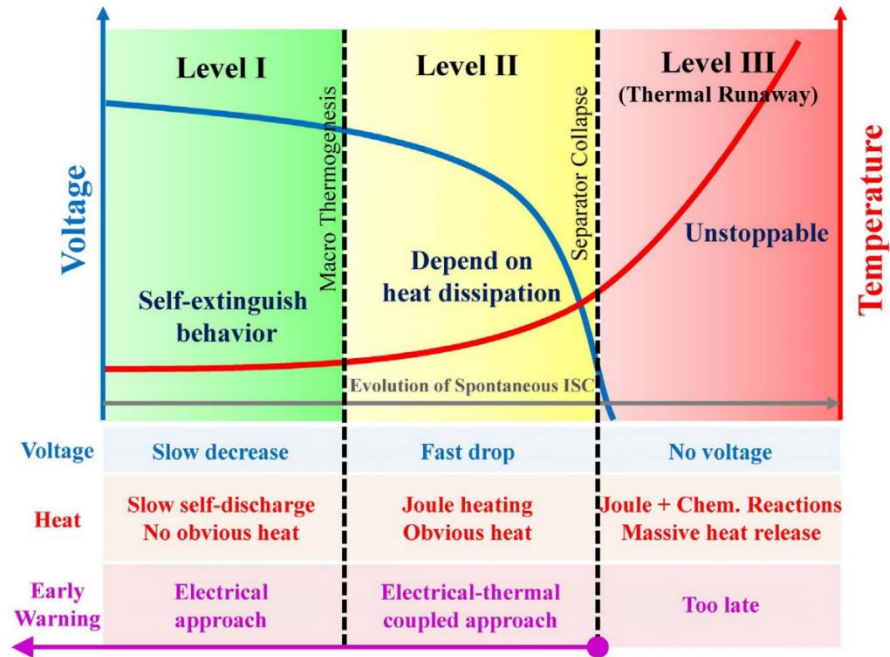 Level I
Level II
Level III
(Thermal Runaway)
Voltage
Macro Thermogenesis
Separator Collapse
Temperature
Self-extinguish
behavior
Depend on
heat dissipation
Unstoppable
Evolution of Spontaneous ISC
Voltage
Slow decrease
Fast drop
No voltage
Heat
Slow self-discharge
No obvious heat
Joule heating
Obvious heat
Joule + Chem. Reactions
Massive heat release
Early
Warning
Electrical
approach
Electrical-thermal
coupled approach
Too late